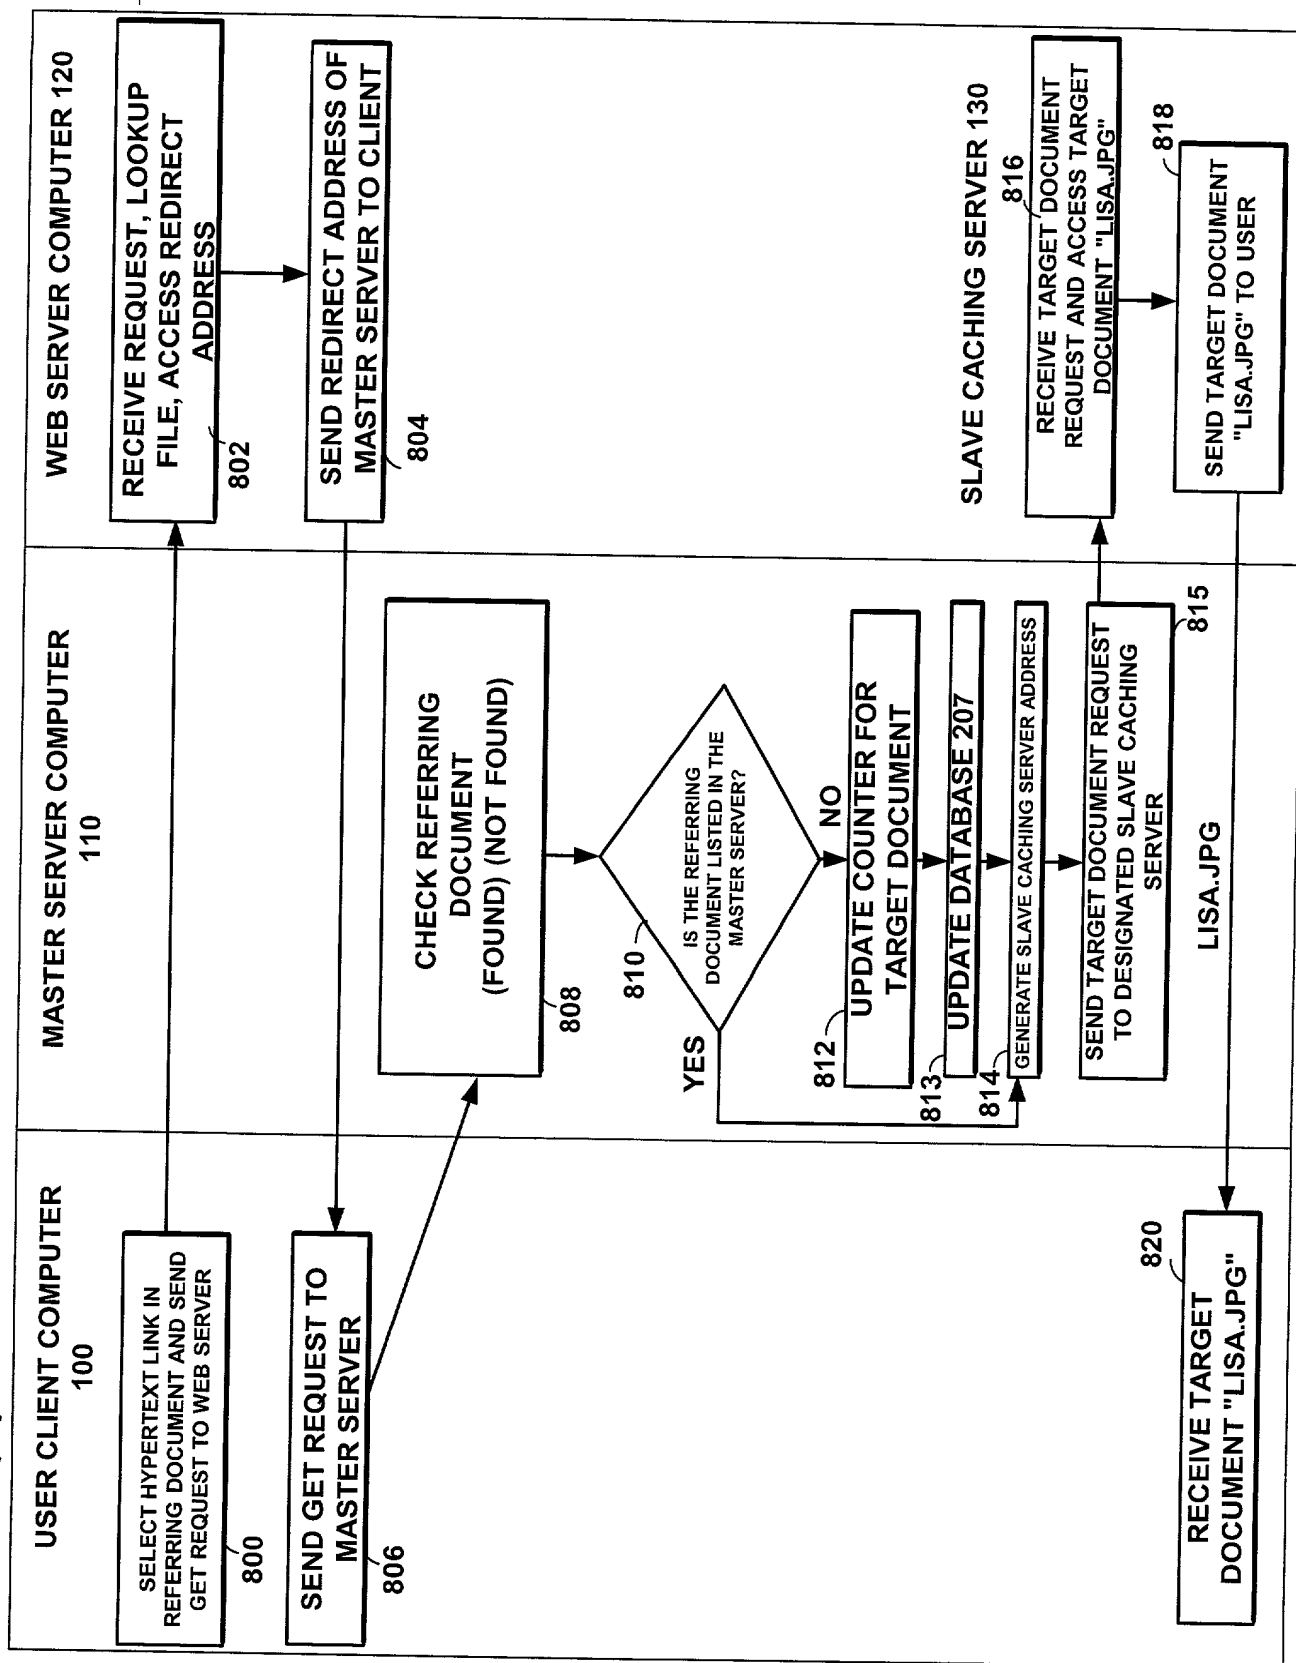 USER CLIENT COMPUTER
100
MASTER SERVER COMPUTER
110
WEB SERVER COMPUTER 120
SELECT HYPERTEXT LINK IN
REFERRING DOCUMENT AND SEND
GET REQUEST TO WEB SERVER
800
RECEIVE REQUEST, LOOKUP
FILE, ACCESS REDIRECT
ADDRESS
802
SEND REDIRECT ADDRESS OF
MASTER SERVER TO CLIENT
804
SEND GET REQUEST TO
MASTER SERVER
806
CHECK REFERRING
DOCUMENT
(FOUND) (NOT FOUND)
808
IS THE REFERRING
DOCUMENT LISTED IN THE
MASTER SERVER?
810
YES
NO
UPDATE COUNTER FOR
TARGET DOCUMENT
812
UPDATE DATABASE 207
813
GENERATE SLAVE CACHING SERVER ADDRESS
814
SEND TARGET DOCUMENT REQUEST
TO DESIGNATED SLAVE CACHING
SERVER
815
SLAVE CACHING SERVER 130
816
RECEIVE TARGET DOCUMENT
REQUEST AND ACCESS TARGET
DOCUMENT "LISA.JPG"
818
SEND TARGET DOCUMENT
"LISA.JPG" TO USER
LISA.JPG
820
RECEIVE TARGET
DOCUMENT "LISA.JPG"